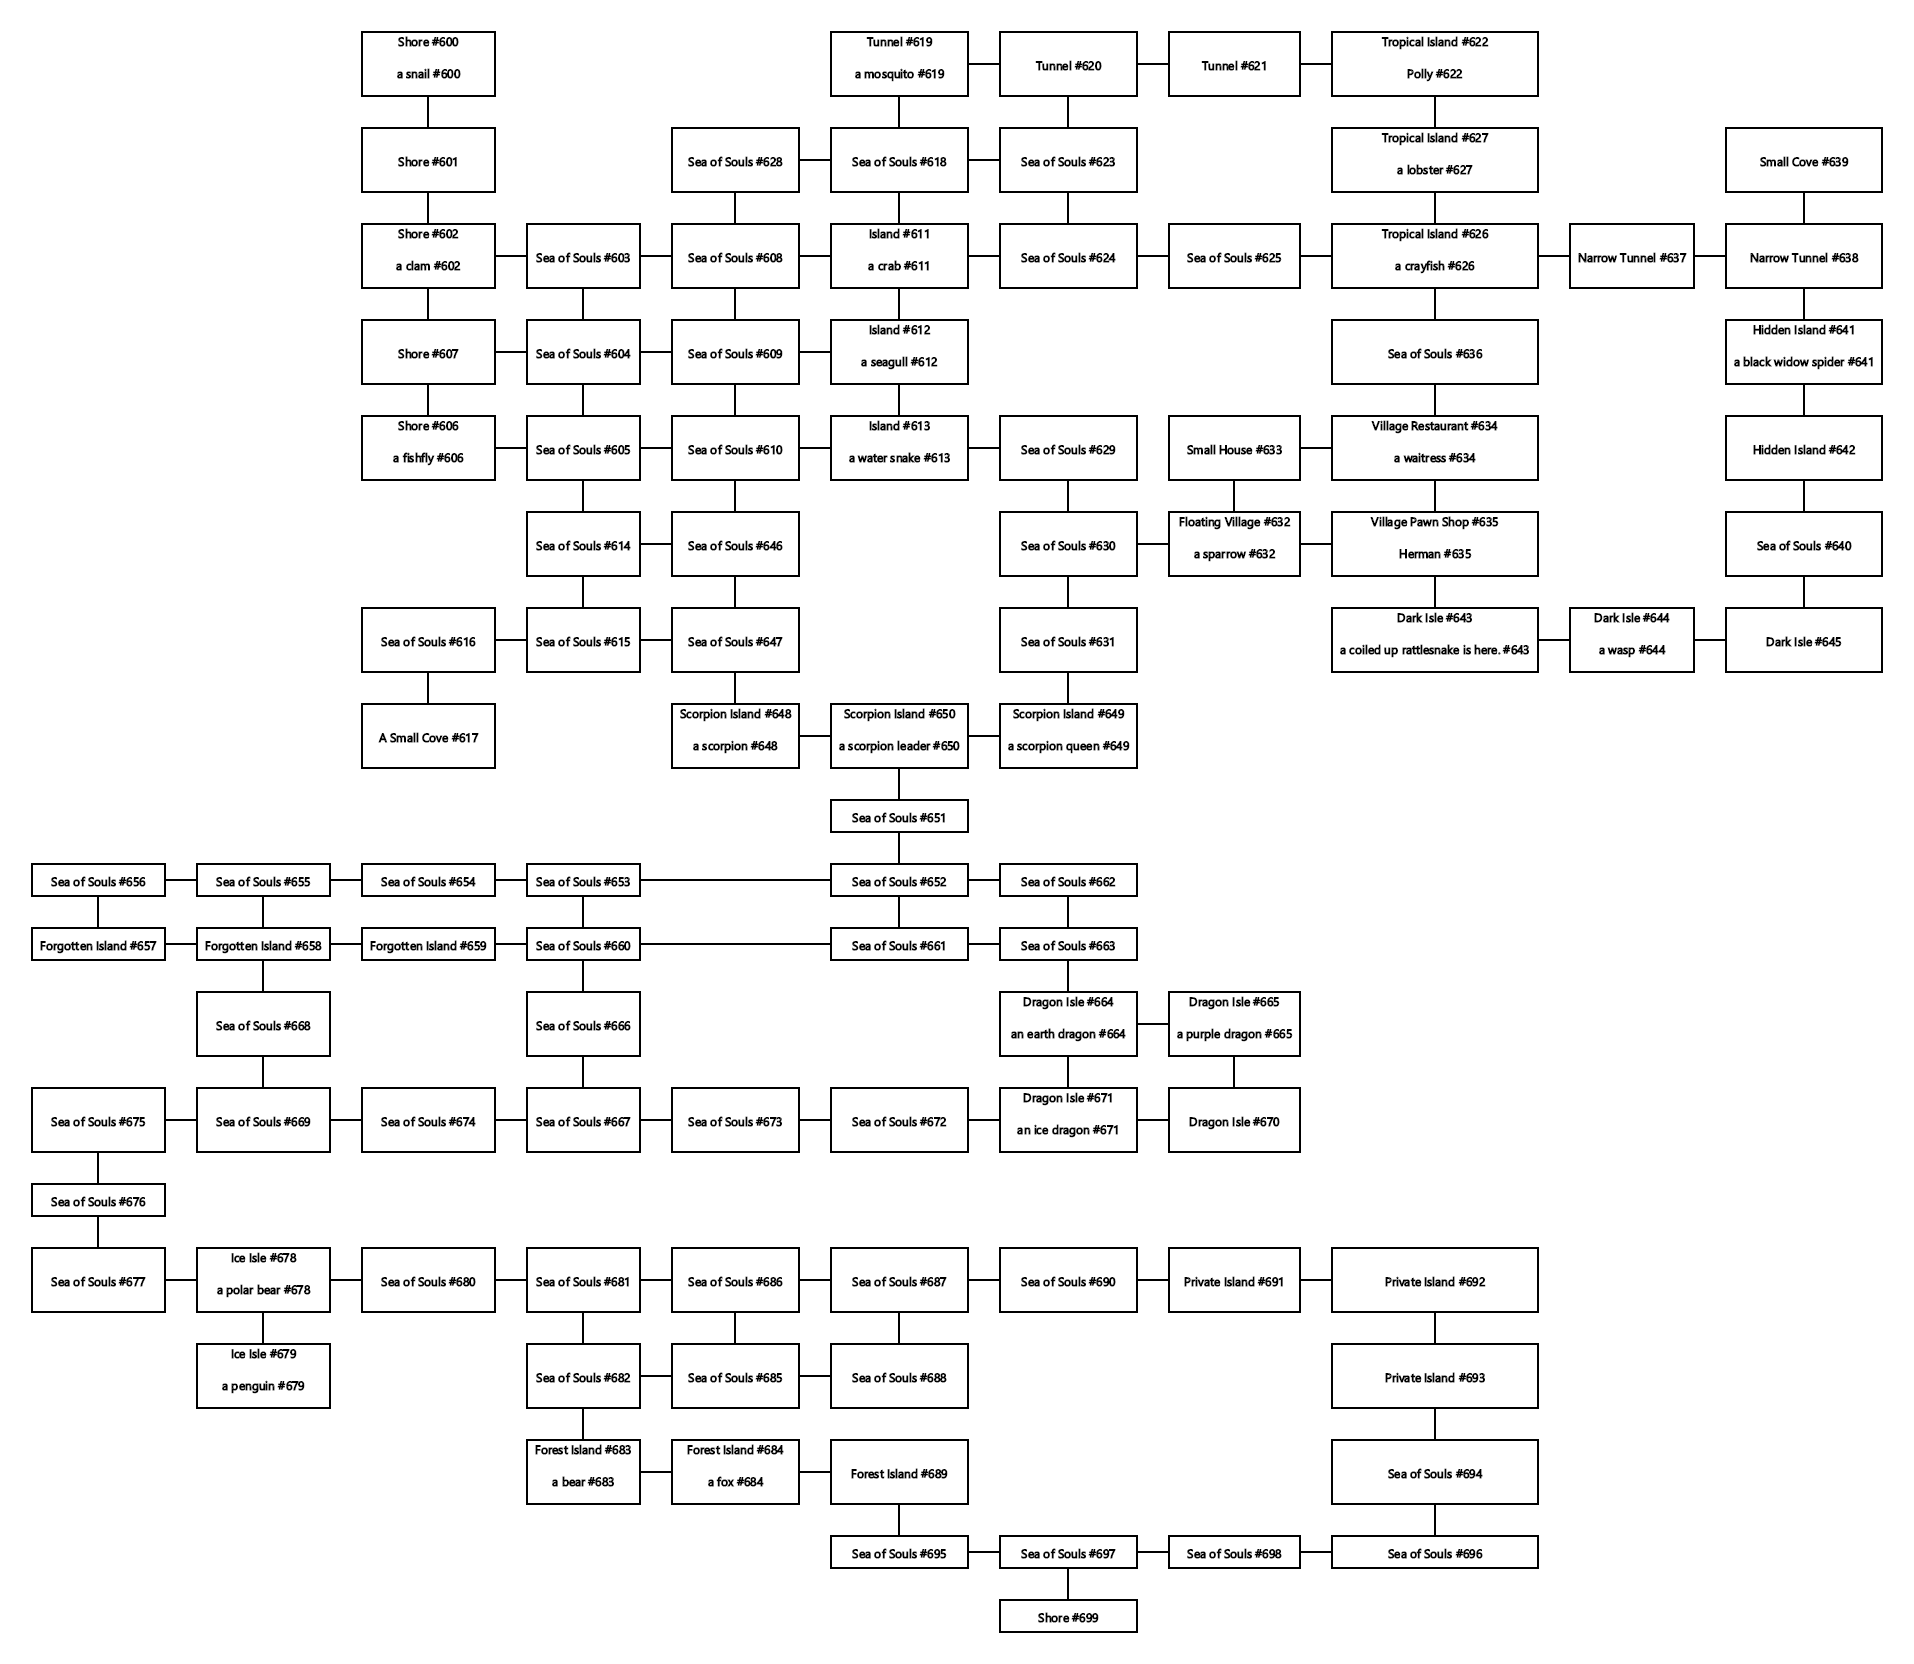 Shore #600
a snail #600
Tunnel #619
a mosquito #619
Tunnel #620
Tunnel #621
Tropical Island #622
Polly #622
Shore #601
Sea of Souls #628
Sea of Souls #618
Sea of Souls #623
Tropical Island #627
a lobster #627
Small Cove #639
Shore #602
a clam #602
Sea of Souls #603
Sea of Souls #608
Island #611
a crab #611
Sea of Souls #624
Sea of Souls #625
Tropical Island #626
a crayfish #626
Narrow Tunnel #637
Narrow Tunnel #638
Shore #607
Sea of Souls #604
Sea of Souls #609
Island #612
a seagull #612
Sea of Souls #636
Hidden Island #641
a black widow spider #641
Shore #606
a fishfly #606
Sea of Souls #605
Sea of Souls #610
Island #613
a water snake #613
Sea of Souls #629
Small House #633
Village Restaurant #634
a waitress #634
Hidden Island #642
Sea of Souls #614
Sea of Souls #646
Sea of Souls #630
Floating Village #632
a sparrow #632
Village Pawn Shop #635
Herman #635
Sea of Souls #640
Sea of Souls #616
Sea of Souls #615
Sea of Souls #647
Sea of Souls #631
Dark Isle #643
a coiled up rattlesnake is here. #643
Dark Isle #644
a wasp #644
Dark Isle #645
A Small Cove #617
Scorpion Island #648
a scorpion #648
Scorpion Island #650
a scorpion leader #650
Scorpion Island #649
a scorpion queen #649
Sea of Souls #651
Sea of Souls #656
Sea of Souls #655
Sea of Souls #654
Sea of Souls #653
Sea of Souls #652
Sea of Souls #662
Forgotten Island #657
Forgotten Island #658
Forgotten Island #659
Sea of Souls #660
Sea of Souls #661
Sea of Souls #663
Sea of Souls #668
Sea of Souls #666
Dragon Isle #664
an earth dragon #664
Dragon Isle #665
a purple dragon #665
Sea of Souls #675
Sea of Souls #669
Sea of Souls #674
Sea of Souls #667
Sea of Souls #673
Sea of Souls #672
Dragon Isle #671
an ice dragon #671
Dragon Isle #670
Sea of Souls #676
Sea of Souls #677
Ice Isle #678
a polar bear #678
Sea of Souls #680
Sea of Souls #681
Sea of Souls #686
Sea of Souls #687
Sea of Souls #690
Private Island #691
Private Island #692
Ice Isle #679
a penguin #679
Sea of Souls #682
Sea of Souls #685
Sea of Souls #688
Private Island #693
Forest Island #683
a bear #683
Forest Island #684
a fox #684
Forest Island #689
Sea of Souls #694
Sea of Souls #695
Sea of Souls #697
Sea of Souls #698
Sea of Souls #696
Shore #699